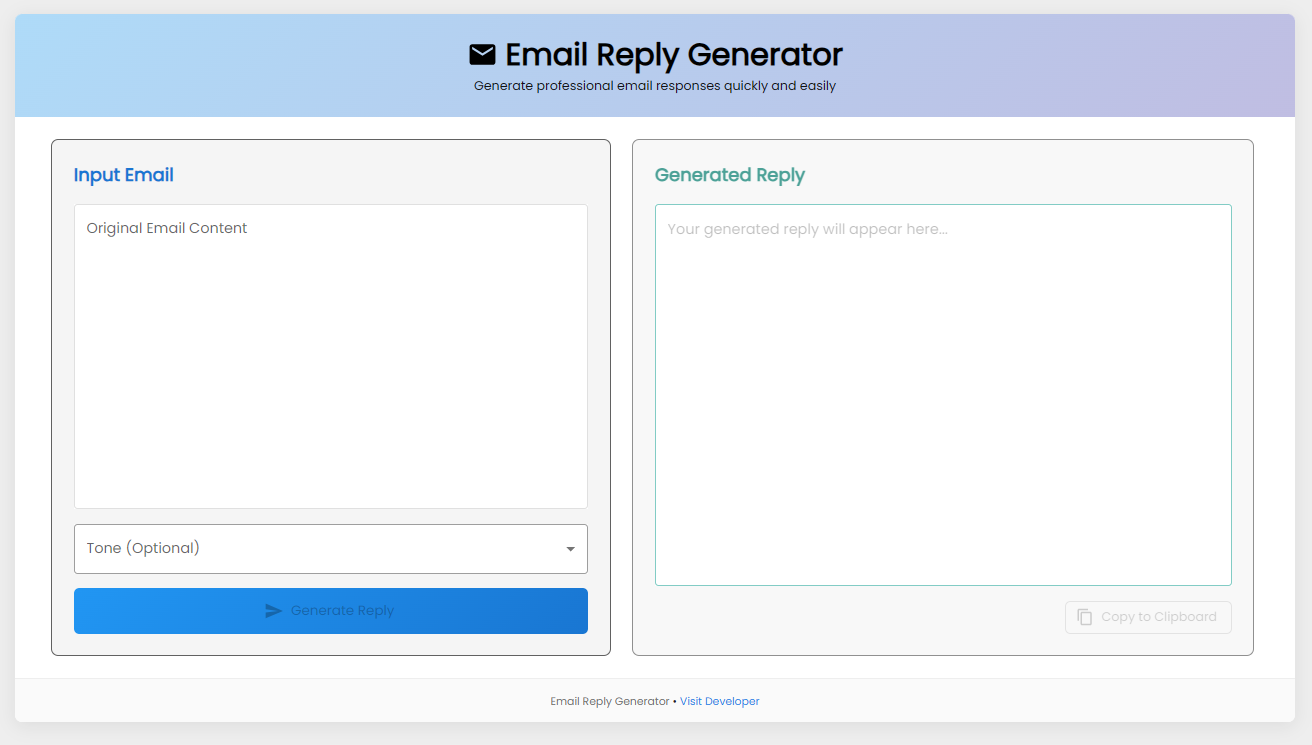 Email Reply Generator
Generate professional email responses quickly and easily
Input Email
Original Email Content
Tone (Optional)
Generate Reply
Generated Reply
Your generated reply will appear here...
Copy to Clipboard
Email Reply Generator • Visit Developer